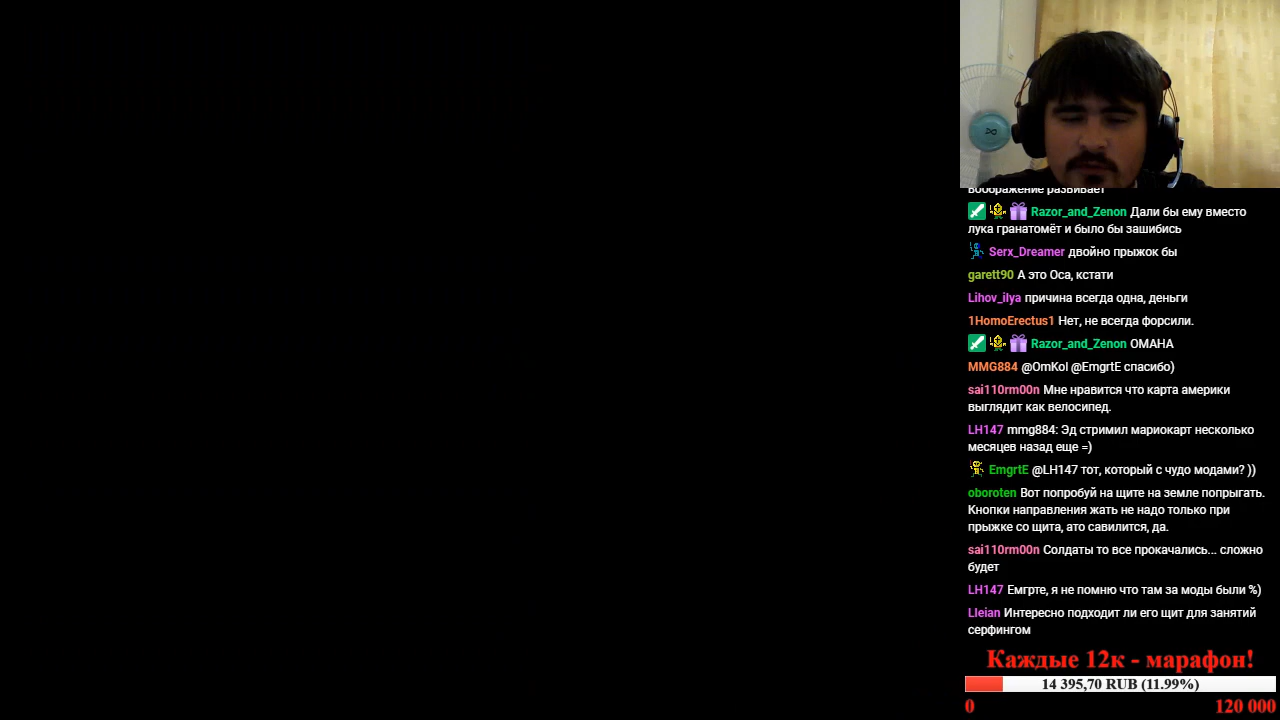 воображение развивает
Razor_and_Zenon Дали бы ему вместо
лука гранатомёт и было бы зашибись
Serx_Dreamer двойно прыжок бы
garett90 А это Оса, кстати
Lihov_ilya причина всегда одна, деньги
1HomoErectus1 Нет, не всегда форсили.
Razor_and_Zenon ОМАНА
MMG884 @OmKol @EmgrtE спасибо)
sai110rm00n Мне нравится что карта америки
выглядит как велосипед.
LH147 mmg884: Эд стримил мариокарт несколько
месяцев назад еще =)
EmgrtE @LH147 тот, который с чудо модами? ))
oboroten Вот попробуй на щите на земле попрыгать.
Кнопки направления жать не надо только при
прыжке со щита, ато савилится, да.
sai110rm00n Солдаты то все прокачались... сложно
будет
LH147 Емгрте, я не помню что там за моды были %)
Lleian Интересно подходит ли его щит для занятий
серфингом
Каждые 12к - марафон!
14 395,70 RUB (11.99%)
0 120 000